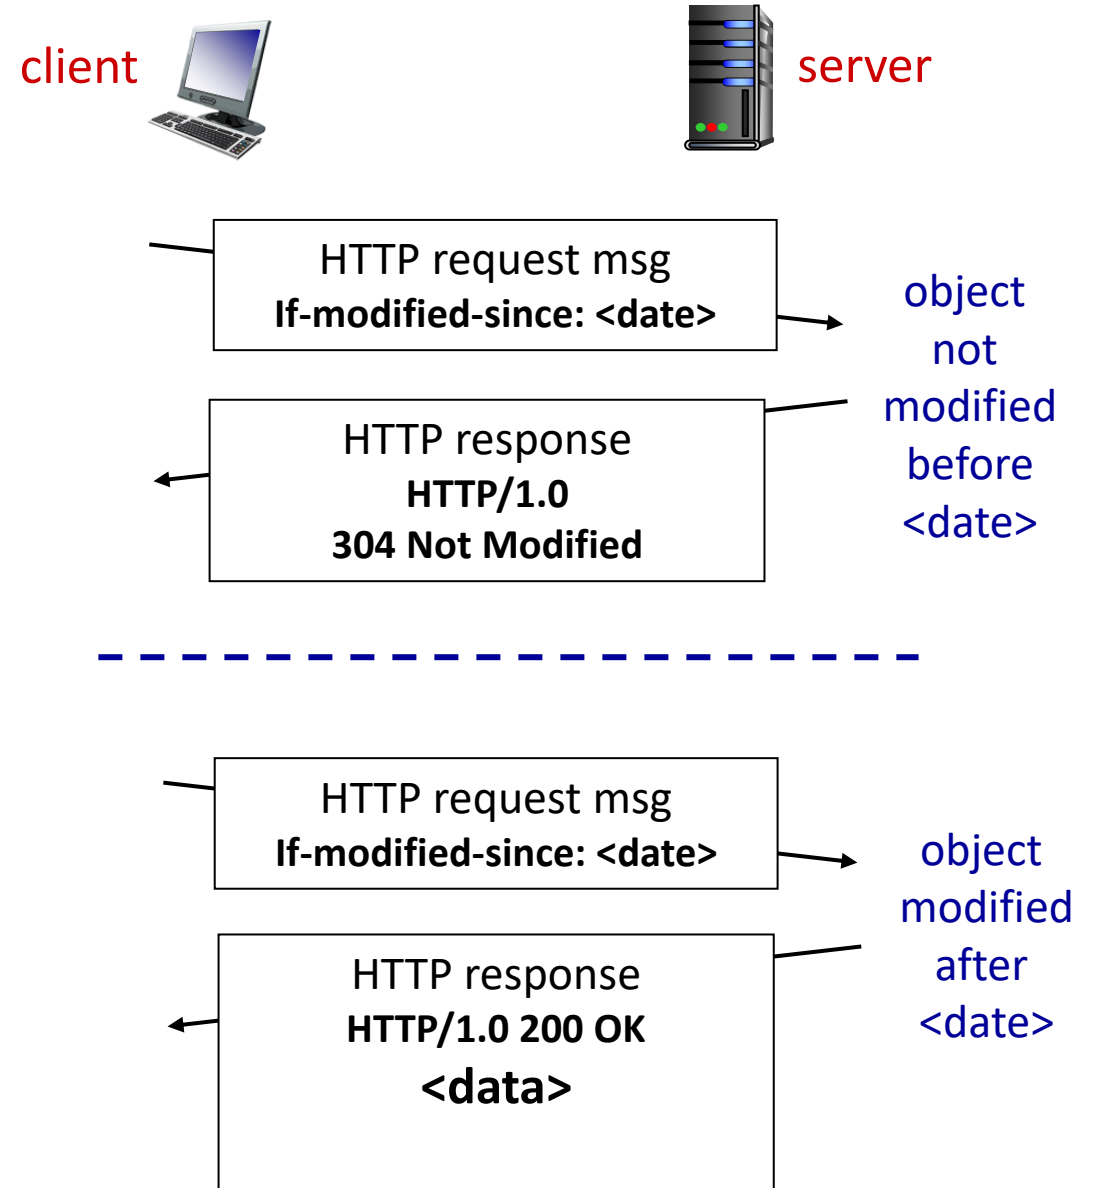 client
server
HTTP request msg
If-modified-since: <date>
object
not
modified
before
<date>
HTTP response
HTTP/1.0
304 Not Modified
HTTP request msg
If-modified-since: <date>
object
modified
after
<date>
HTTP response
HTTP/1.0 200 OK
<data>